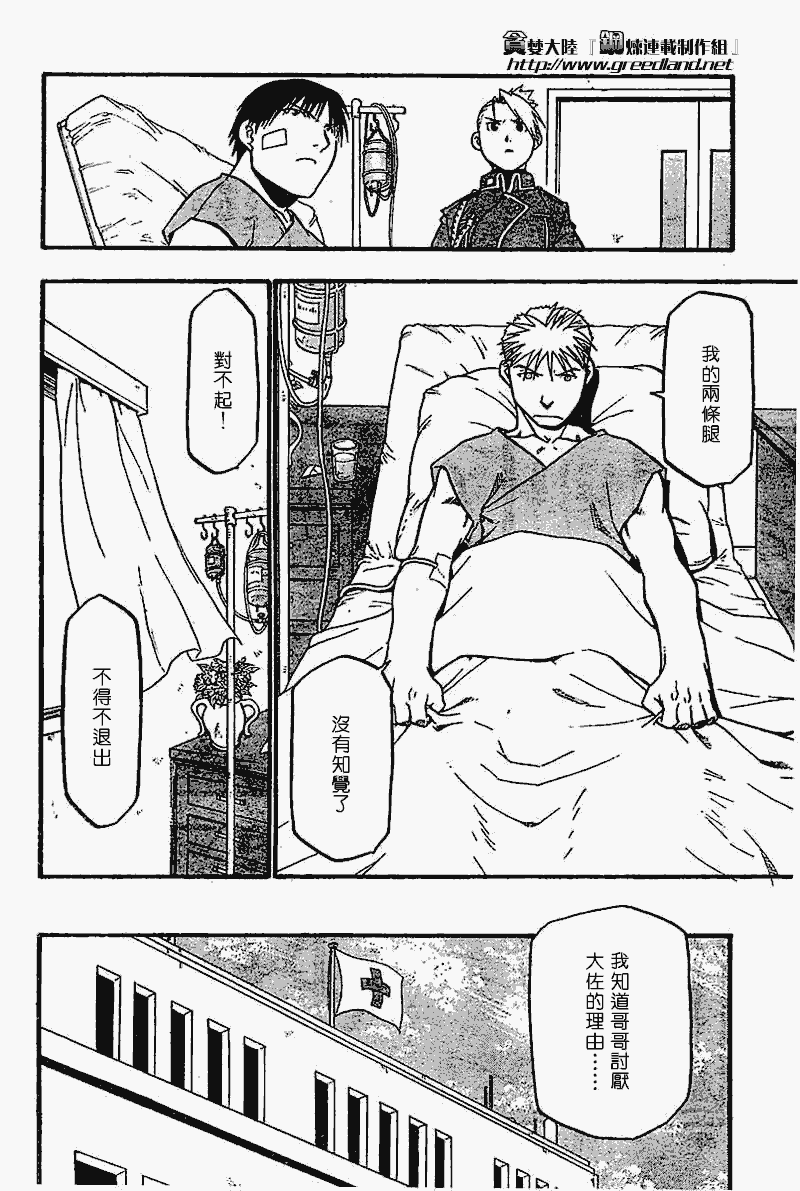 貪婪大陸『鋼煉連載制作組』
http://www.greedland.net
我的兩條腿
沒有知覺了
對不起！
不得不退出
我知道哥哥討厭
大佐的理由……